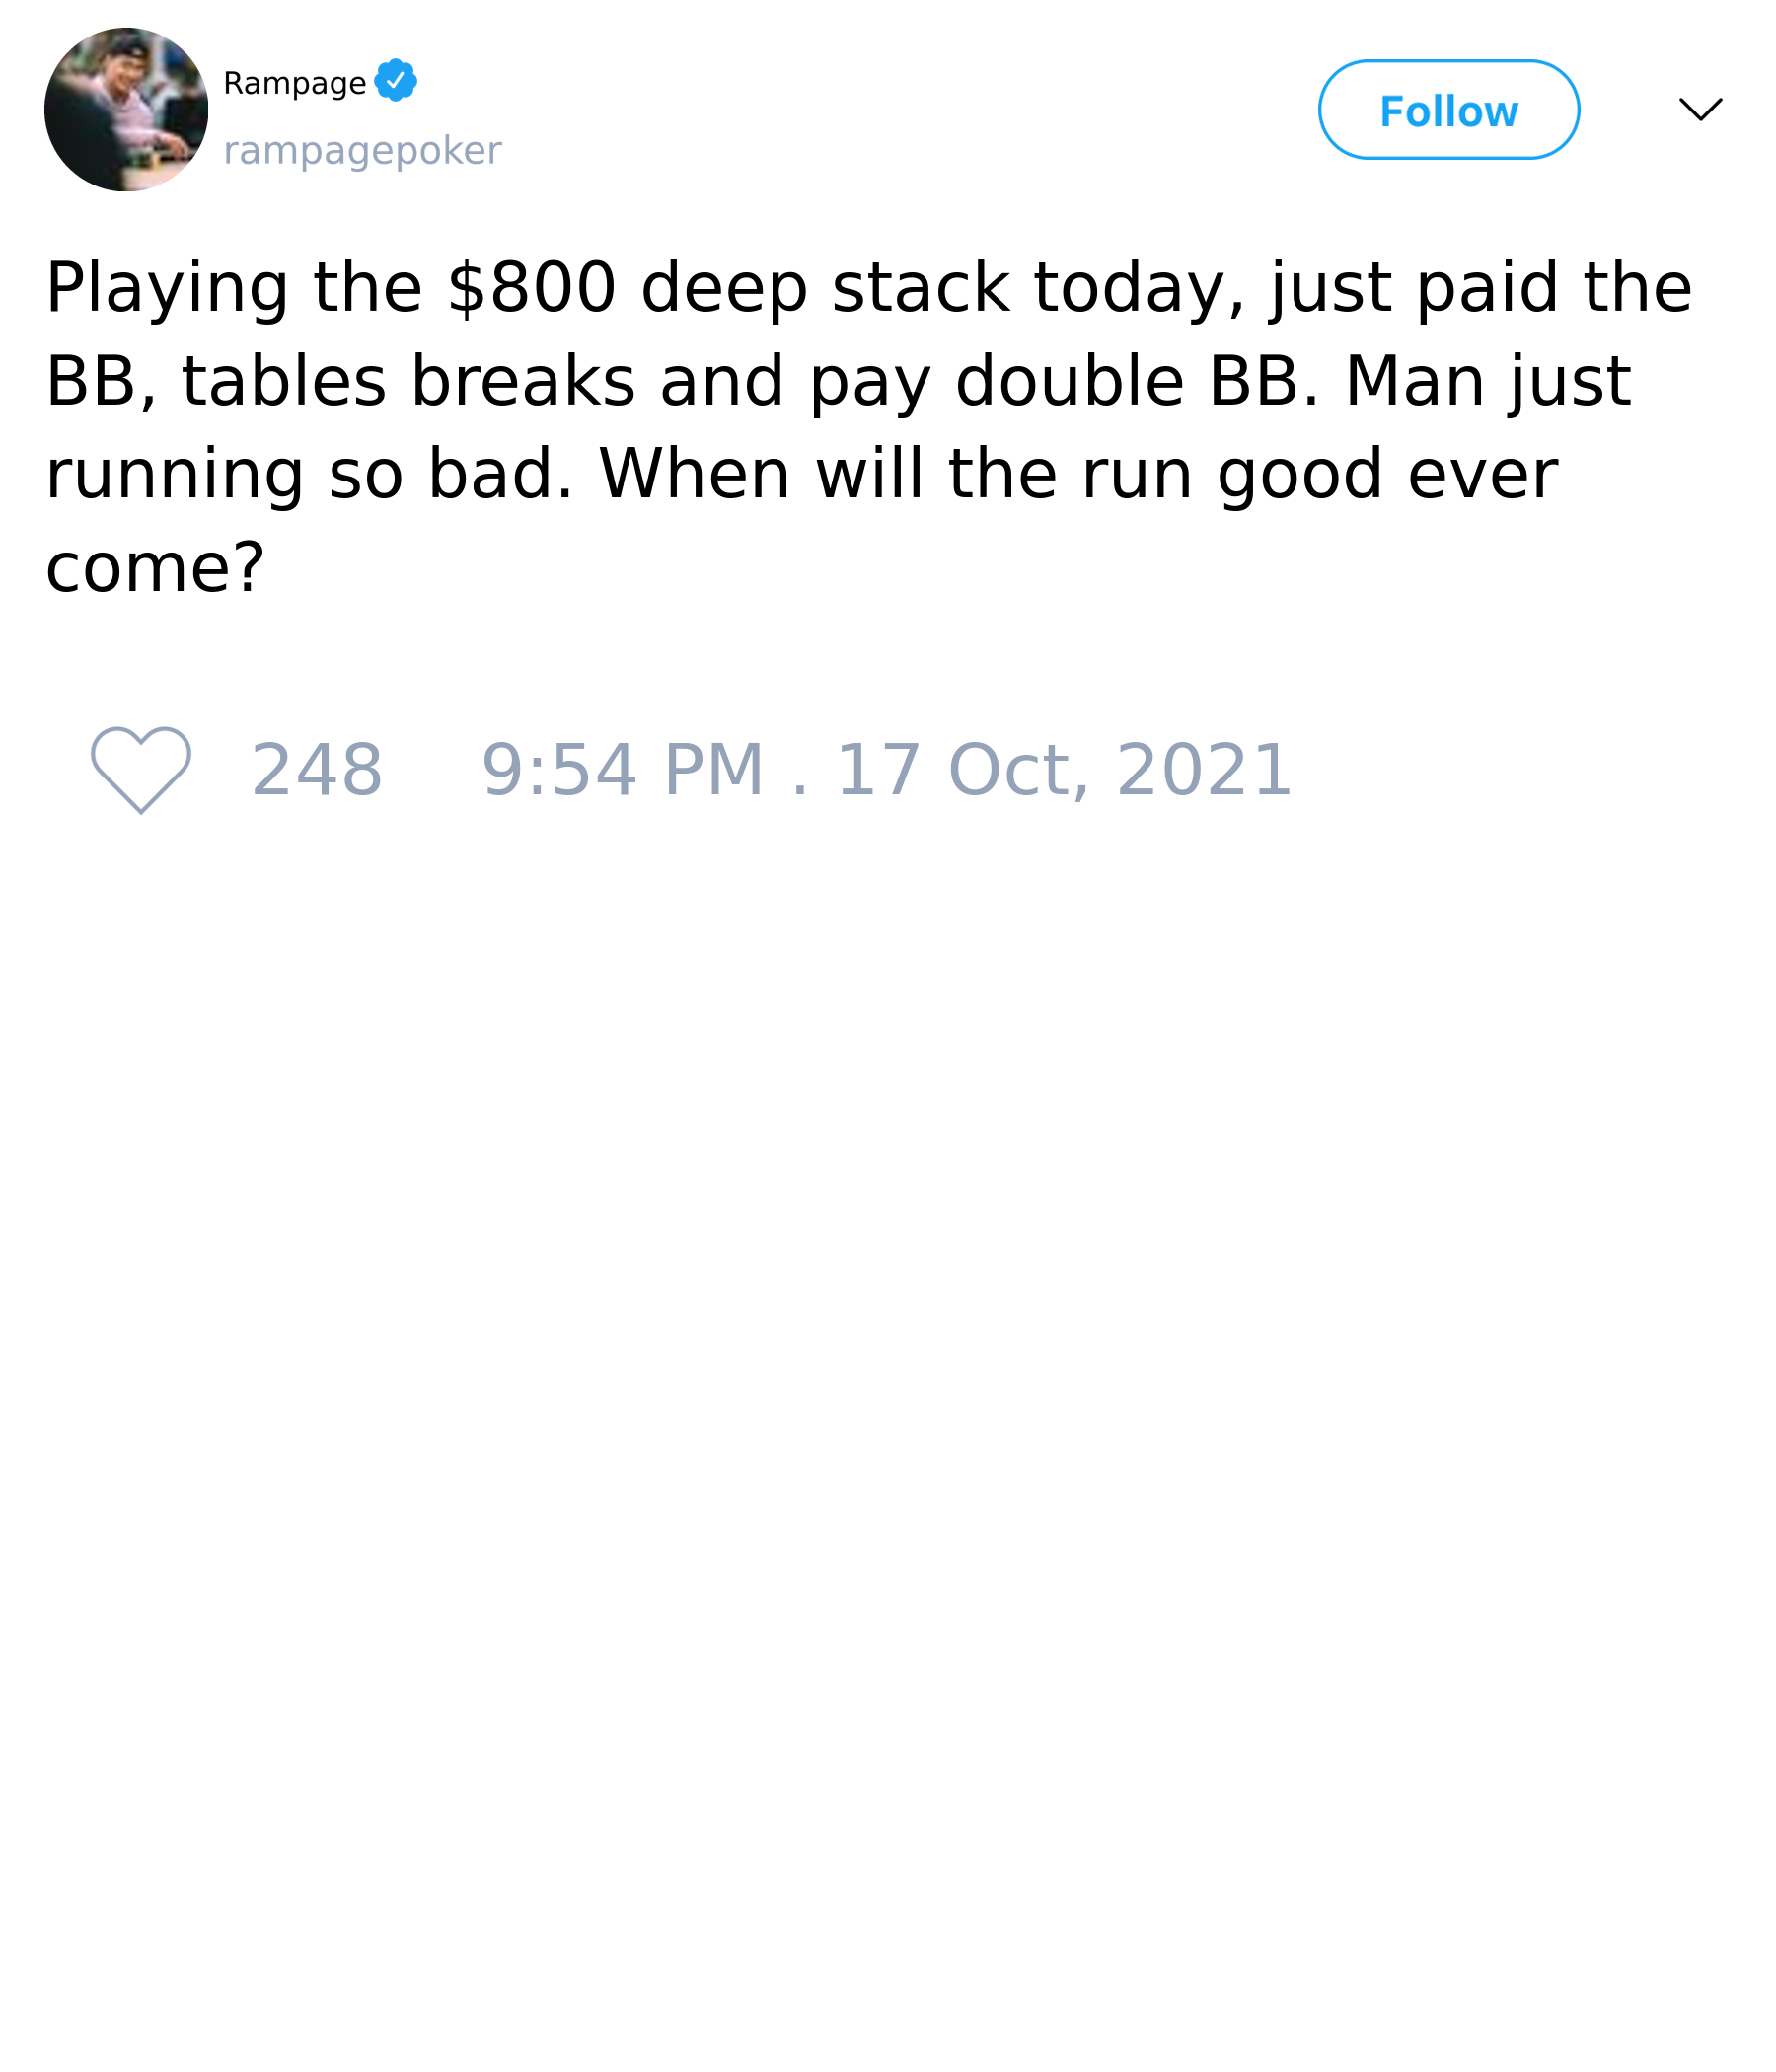 Rampage
rampagepoker
Follow
Playing the $800 deep stack today, just paid the
BB, tables breaks and pay double BB. Man just
running so bad. When will the run good ever
come?
248 9:54 PM . 17 Oct, 2021